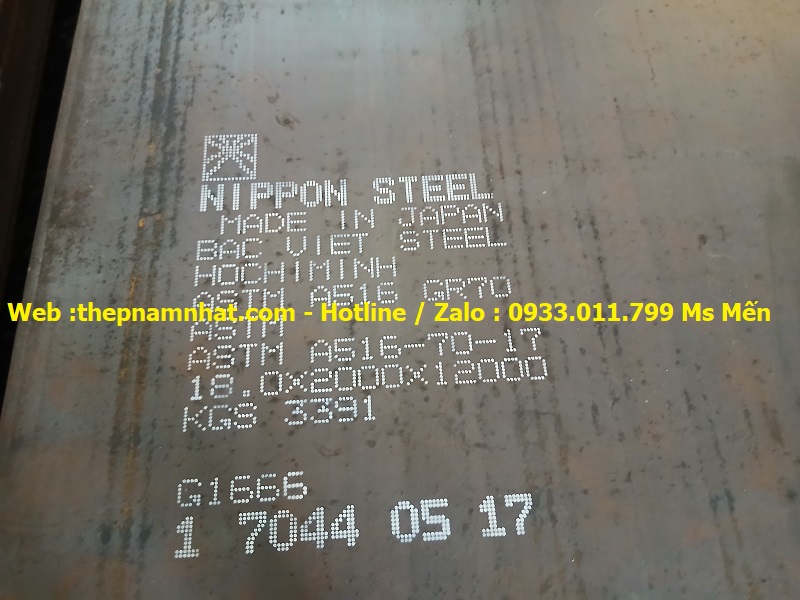 NIPPON STEEL
MADE IN JAPAN
BAC VIET STEEL
HOCHIMINH
ASTM A516 GR70
Web :thepnamnhat.com - Hotline / Zalo : 0933.011.799 Ms Mến
ASTM A516-70-17
18.0X2000X12000
KGS 3391
G1666
1 7044 05 17